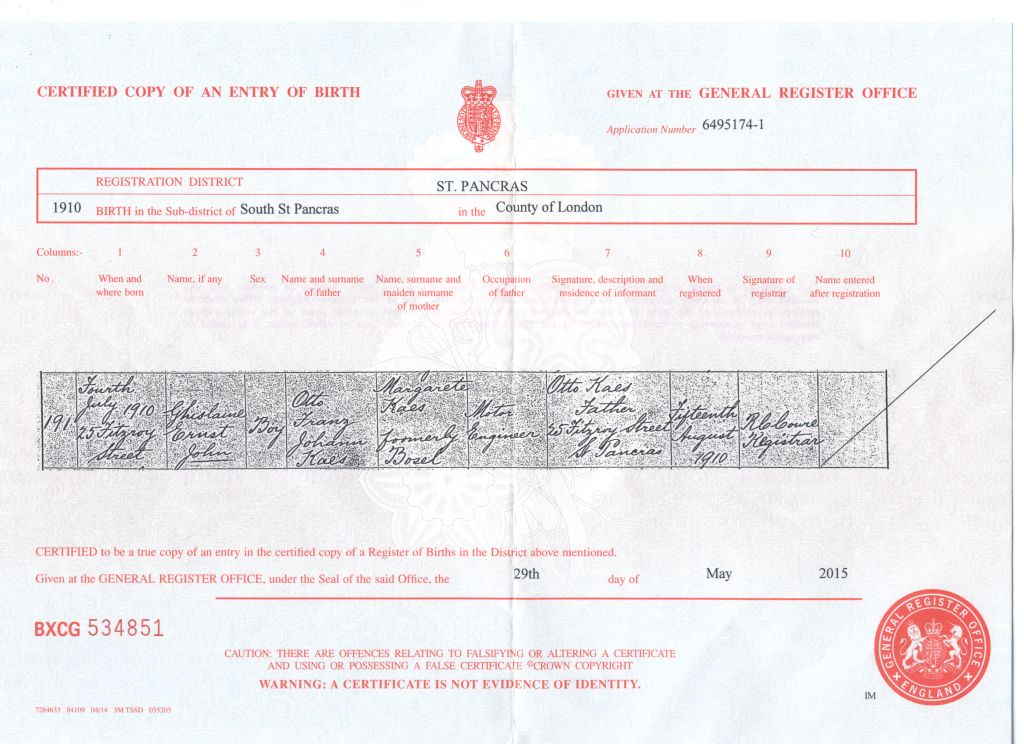 CERTIFIED COPY OF AN ENTRY OF BIRTH
GIVEN AT THE GENERAL REGISTER OFFICE
Application Number 6495174-1
REGISTRATION DISTRICT ST. PANCRAS
1910 BIRTH in the Sub-district of South St Pancras in the County of London
Columns:- 1 2 3 4 5 6 7 8 9 10
No. When and Name, if any Sex Name and surname Name, surname and Occupation Signature, description and When Signature of Name entered
where born of father maiden surname of father residence of informant registered registrar after registration
of mother
191
Fourth
July 1910
25 Fitzroy
Street
Ghislaine
Ernst
John
Boy
Otto
Franz
Johann
Kaes
Margarete
Kaes
formerly
Bosel
Motor
Engineer
Otto Kaes
Father
25 Fitzroy Street
St Pancras
Fifteenth
August
1910
Registrar
CERTIFIED to be a true copy of an entry in the certified copy of a Register of Births in the District above mentioned.
Given at the GENERAL REGISTER OFFICE, under the Seal of the said Office, the 29th day of May 2015
BXCG 534851
CAUTION: THERE ARE OFFENCES RELATING TO FALSIFYING OR ALTERING A CERTIFICATE
AND USING OR POSSESSING A FALSE CERTIFICATE ©CROWN COPYRIGHT
WARNING: A CERTIFICATE IS NOT EVIDENCE OF IDENTITY.
GENERAL REGISTER OFFICE
ENGLAND
IM
7284633 84109 04/14 3M TSSD 035203